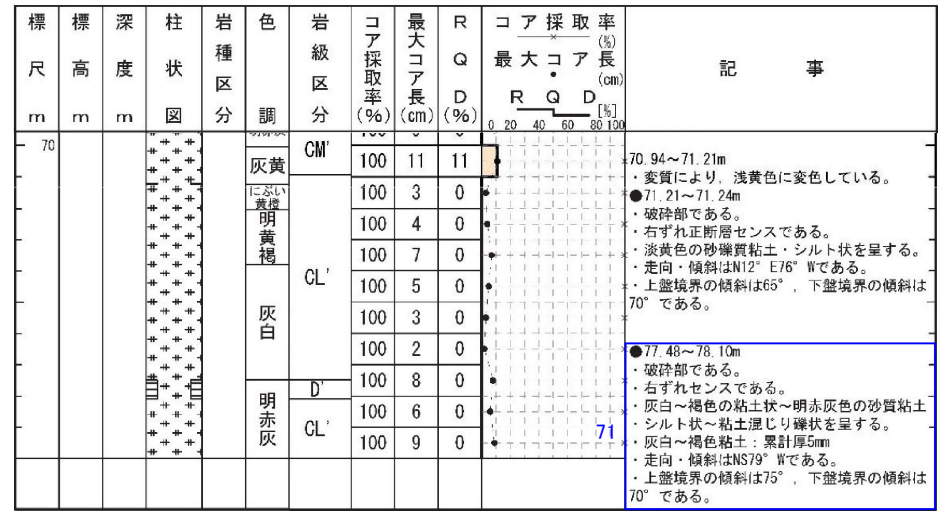 標尺m
標高m
深度m
柱状図
岩種区分
色調
岩級区分
コア採取率(%)
最大コア長(cm)
RQD(%)
コア採取率(%)
最大コア長(cm)
RQD[%]
0 20 40 60 80 100
記事
70
灰黄
CM'
100 11 11
にぶい黄橙
100 3 0
明黄褐
100 4 0
100 7 0
CL'
100 5 0
灰白
100 3 0
100 2 0
D'
100 8 0
明赤灰
CL'
100 6 0
100 9 0
71
70.94～71.21m
・変質により，浅黄色に変色している。
●71.21～71.24m
・破砕部である。
・右ずれ正断層センスである。
・淡黄色の砂礫質粘土・シルト状を呈する。
・走向・傾斜はN12°E76°Wである。
・上盤境界の傾斜は65°，下盤境界の傾斜は
70°である。
●77.48～78.10m
・破砕部である。
・右ずれセンスである。
・灰白～褐色の粘土状～明赤灰色の砂質粘土
・シルト状～粘土混じり礫状を呈する。
・灰白～褐色粘土：累計厚5mm
・走向・傾斜はNS79°Wである。
・上盤境界の傾斜は75°，下盤境界の傾斜は
70°である。